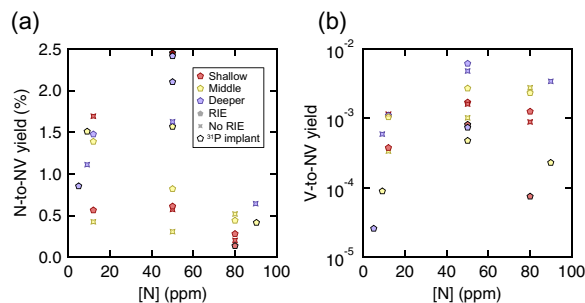 (a)
N-to-NV yield (%)
2.5
2.0
1.5
1.0
0.5
0.0
0 20 40 60 80 100
[N] (ppm)
Shallow
Middle
Deeper
RIE
No RIE
³¹P implant
(b)
V-to-NV yield
10⁻²
10⁻³
10⁻⁴
10⁻⁵
0 20 40 60 80 100
[N] (ppm)